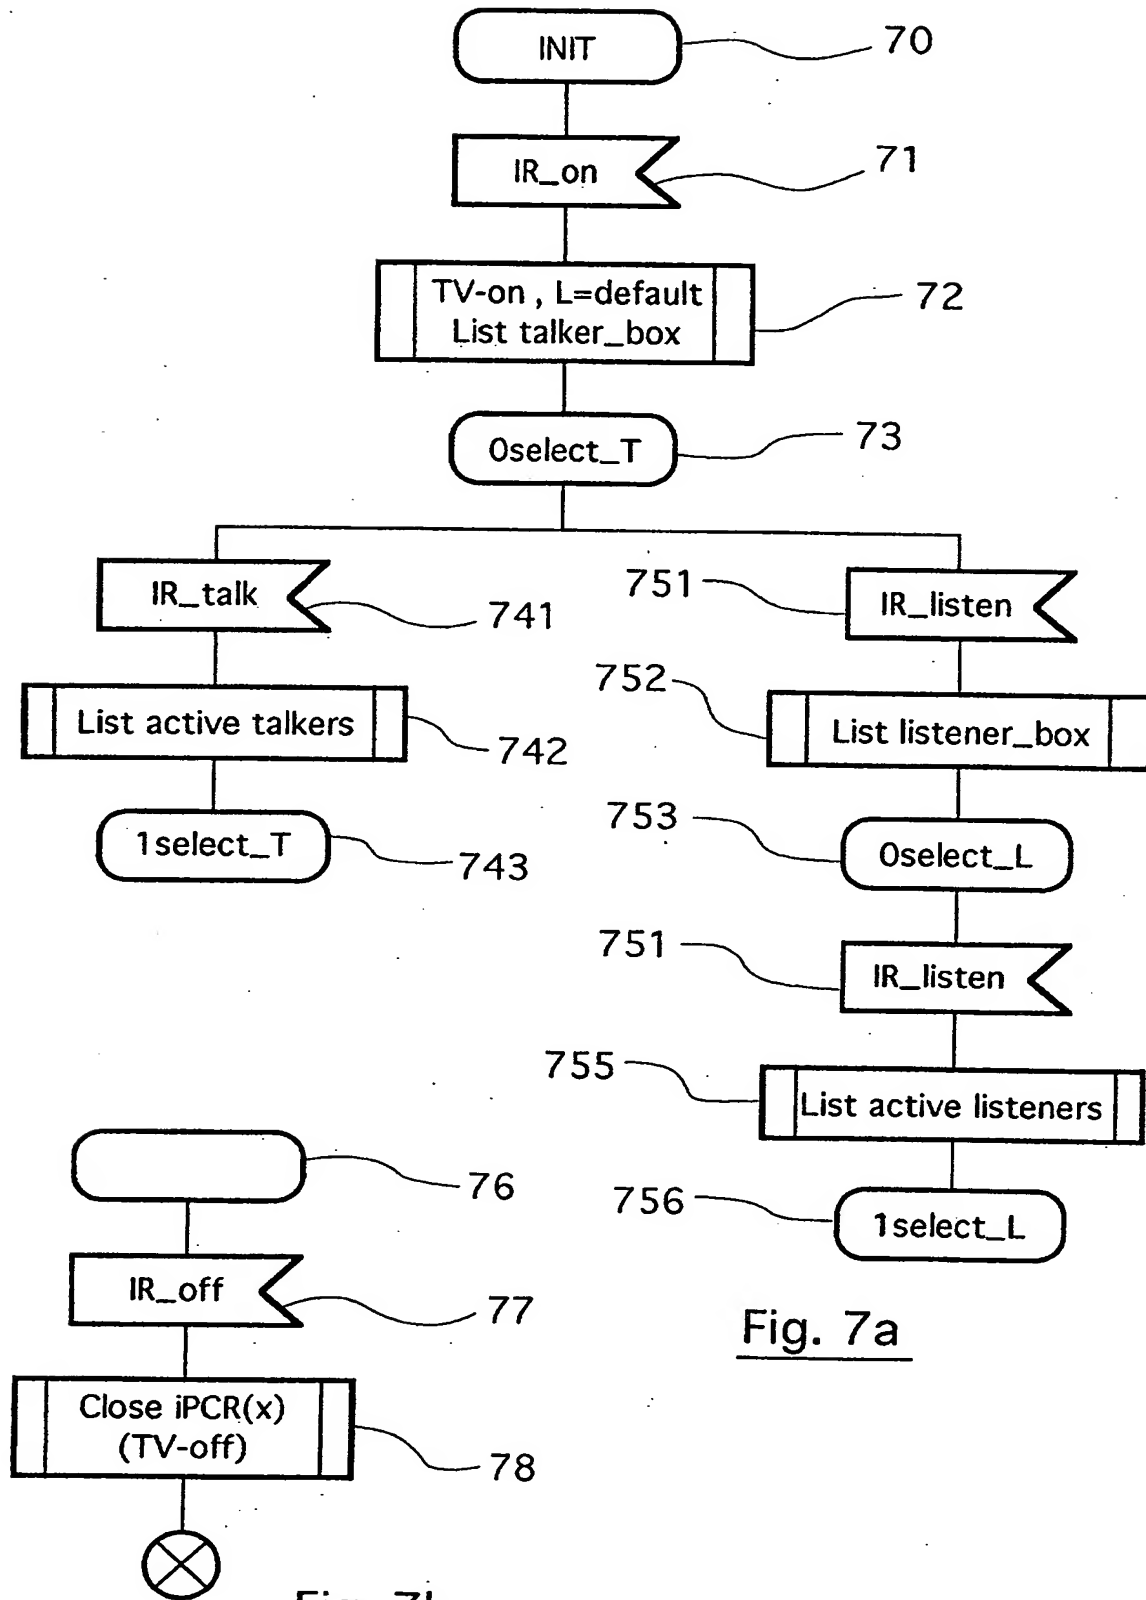 INIT
70
IR_on
71
TV-on , L=default
List talker_box
72
0select_T
73
IR_talk
741
751
IR_listen
List active talkers
742
752
List listener_box
1select_T
743
753
0select_L
751
IR_listen
755
List active listeners
76
756
1select_L
IR_off
77
Fig. 7a
Close iPCR(x)
(TV-off)
78